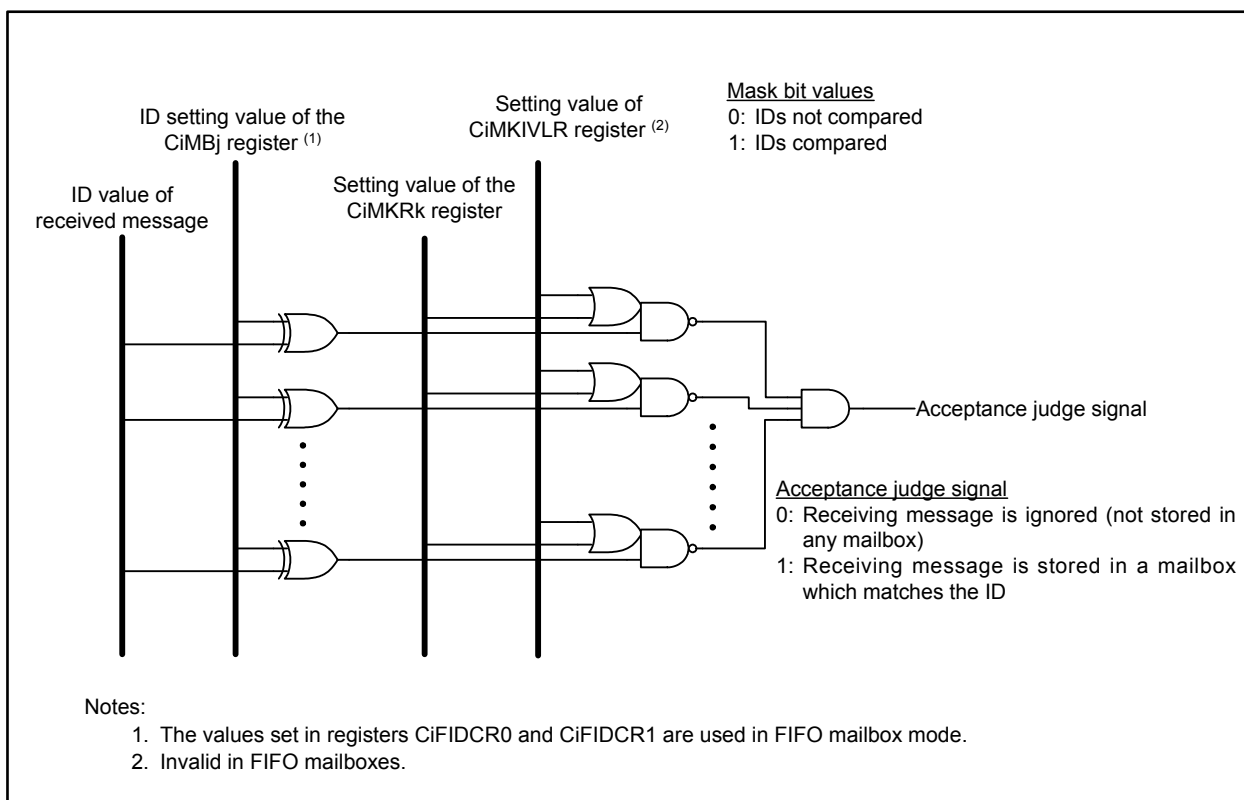 ID value of
received message
ID setting value of the
CiMBj register (1)
Setting value of the
CiMKRk register
Setting value of
CiMKIVLR register (2)
Mask bit values
0: IDs not compared
1: IDs compared
Acceptance judge signal
Acceptance judge signal
0: Receiving message is ignored (not stored in
any mailbox)
1: Receiving message is stored in a mailbox
which matches the ID
Notes:
1. The values set in registers CiFIDCR0 and CiFIDCR1 are used in FIFO mailbox mode.
2. Invalid in FIFO mailboxes.